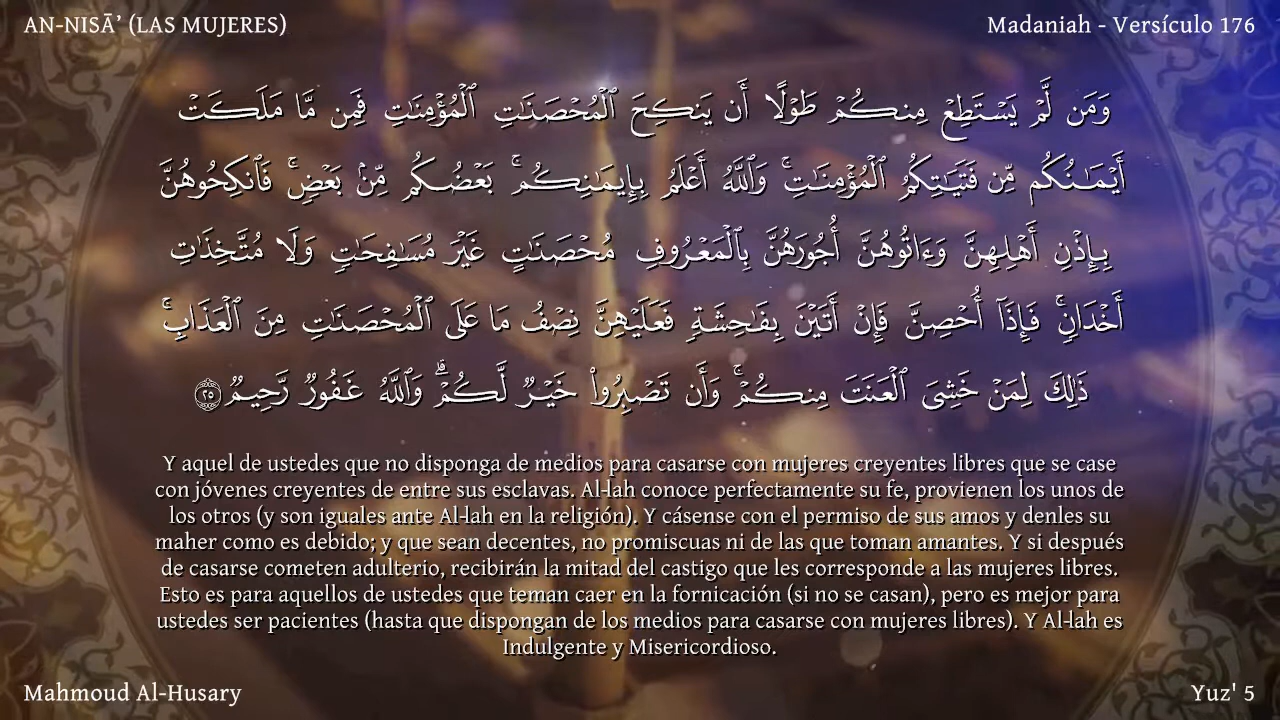 AN-NISĀ’ (LAS MUJERES)
Madaniah - Versículo 176
وَمَن لَّمْ يَسْتَطِعْ مِنكُمْ طَوْلًا أَن يَنكِحَ ٱلْمُحْصَنَٰتِ ٱلْمُؤْمِنَٰتِ فَمِن مَّا مَلَكَتْ
أَيْمَٰنُكُم مِّن فَتَيَٰتِكُمُ ٱلْمُؤْمِنَٰتِ ۚ وَٱللَّهُ أَعْلَمُ بِإِيمَٰنِكُم ۚ بَعْضُكُم مِّنۢ بَعْضٍ ۚ فَٱنكِحُوهُنَّ
بِإِذْنِ أَهْلِهِنَّ وَءَاتُوهُنَّ أُجُورَهُنَّ بِٱلْمَعْرُوفِ مُحْصَنَٰتٍ غَيْرَ مُسَٰفِحَٰتٍ وَلَا مُتَّخِذَٰتِ
أَخْدَانٍ ۚ فَإِذَآ أُحْصِنَّ فَإِنْ أَتَيْنَ بِفَٰحِشَةٍ فَعَلَيْهِنَّ نِصْفُ مَا عَلَى ٱلْمُحْصَنَٰتِ مِنَ ٱلْعَذَابِ ۚ
ذَٰلِكَ لِمَنْ خَشِىَ ٱلْعَنَتَ مِنكُمْ ۚ وَأَن تَصْبِرُوا۟ خَيْرٌ لَّكُمْ ۗ وَٱللَّهُ غَفُورٌ رَّحِيمٌ ٢٥
Y aquel de ustedes que no disponga de medios para casarse con mujeres creyentes libres que se case
con jóvenes creyentes de entre sus esclavas. Al-lah conoce perfectamente su fe, provienen los unos de
los otros (y son iguales ante Al-lah en la religión). Y cásense con el permiso de sus amos y denles su
maher como es debido; y que sean decentes, no promiscuas ni de las que toman amantes. Y si después
de casarse cometen adulterio, recibirán la mitad del castigo que les corresponde a las mujeres libres.
Esto es para aquellos de ustedes que teman caer en la fornicación (si no se casan), pero es mejor para
ustedes ser pacientes (hasta que dispongan de los medios para casarse con mujeres libres). Y Al-lah es
Indulgente y Misericordioso.
Mahmoud Al-Husary
Yuz' 5